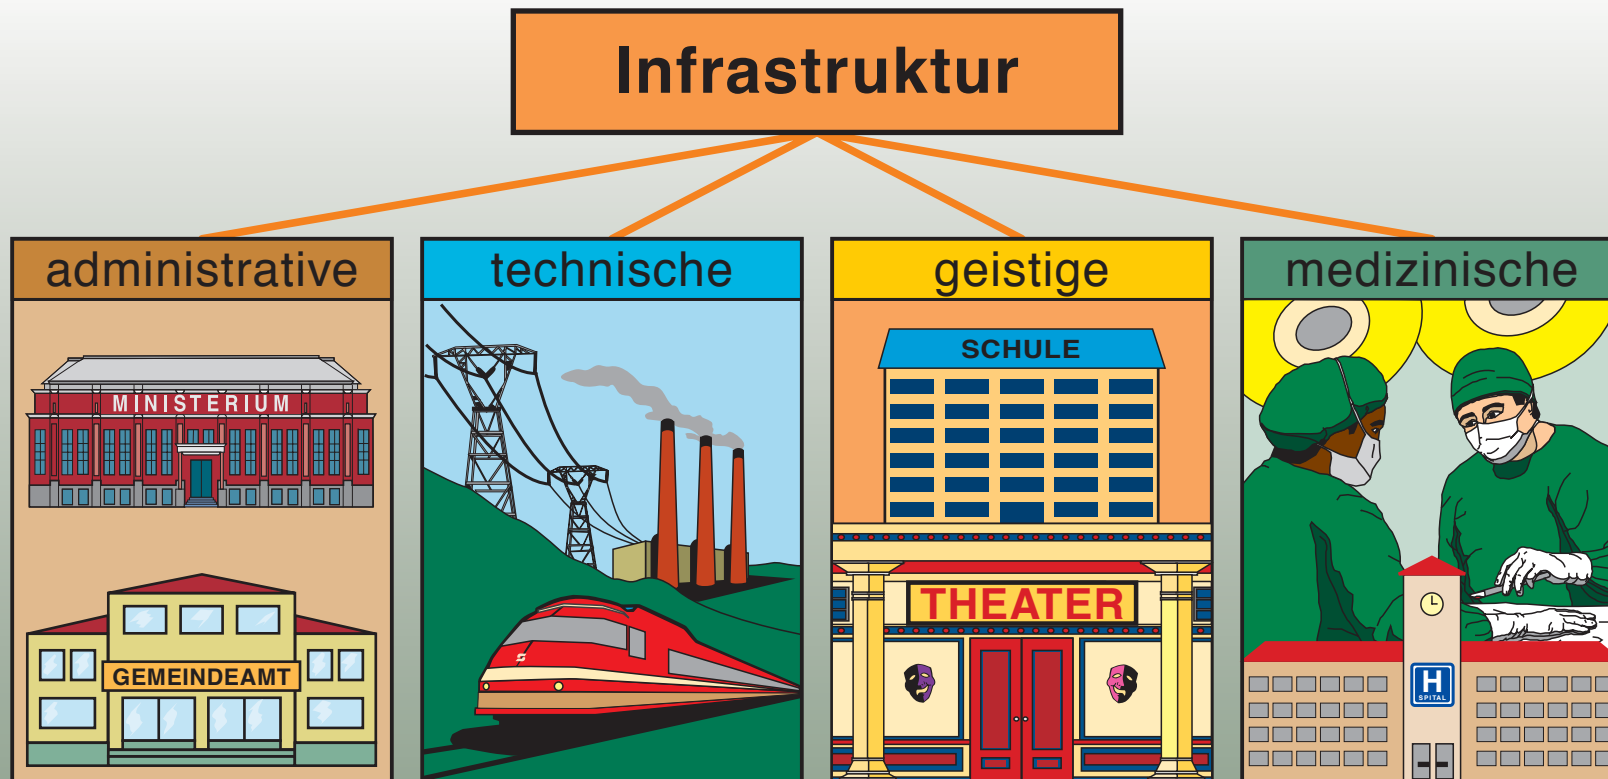 Infrastruktur
administrative
technische
geistige
medizinische
MINISTERIUM
GEMEINDEAMT
SCHULE
THEATER
H
SPITAL